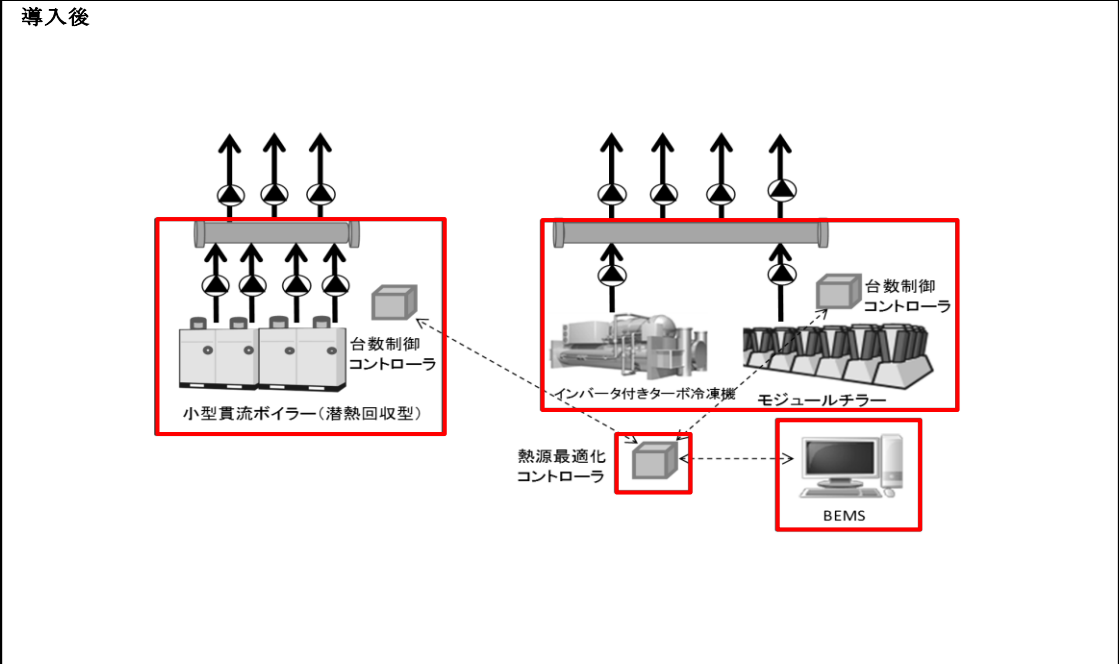 導入後
台数制御
コントローラ
小型貫流ボイラー(潜熱回収型)
台数制御
コントローラ
インバータ付きターボ冷凍機
モジュールチラー
熱源最適化
コントローラ
BEMS